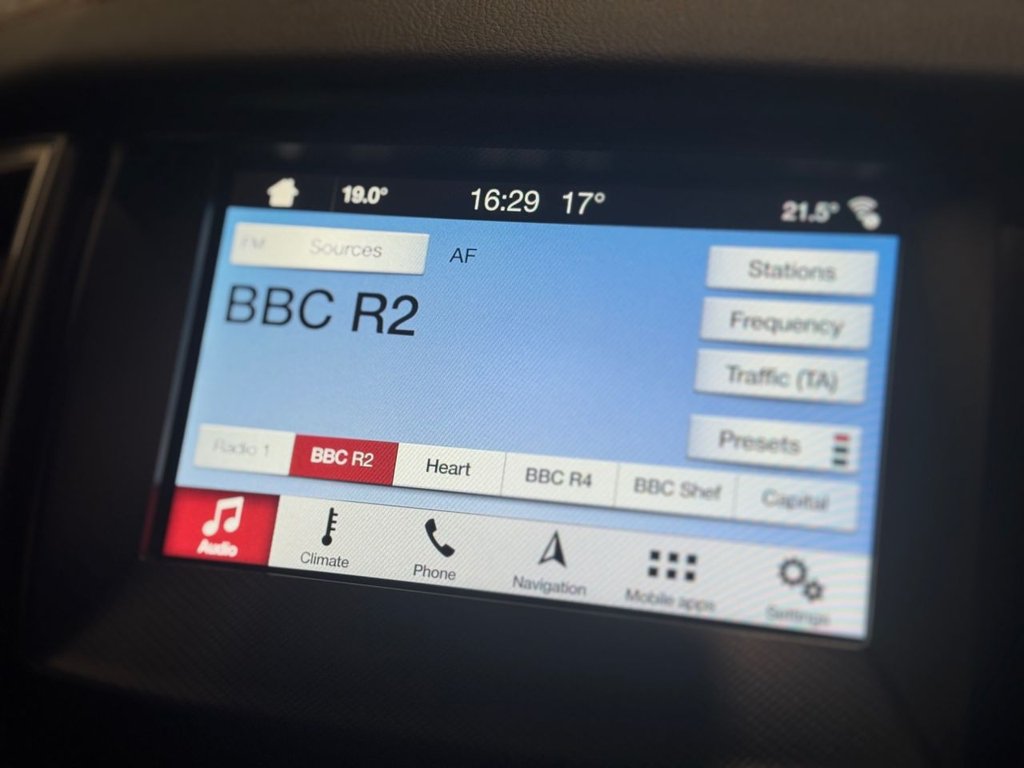 19.0° 16:29 17° 21.5°
FM Sources AF Stations
BBC R2 Frequency
Traffic (TA)
Presets
Radio 1 BBC R2 Heart BBC R4 BBC Shef Capital
Audio Climate Phone Navigation Mobile apps Settings